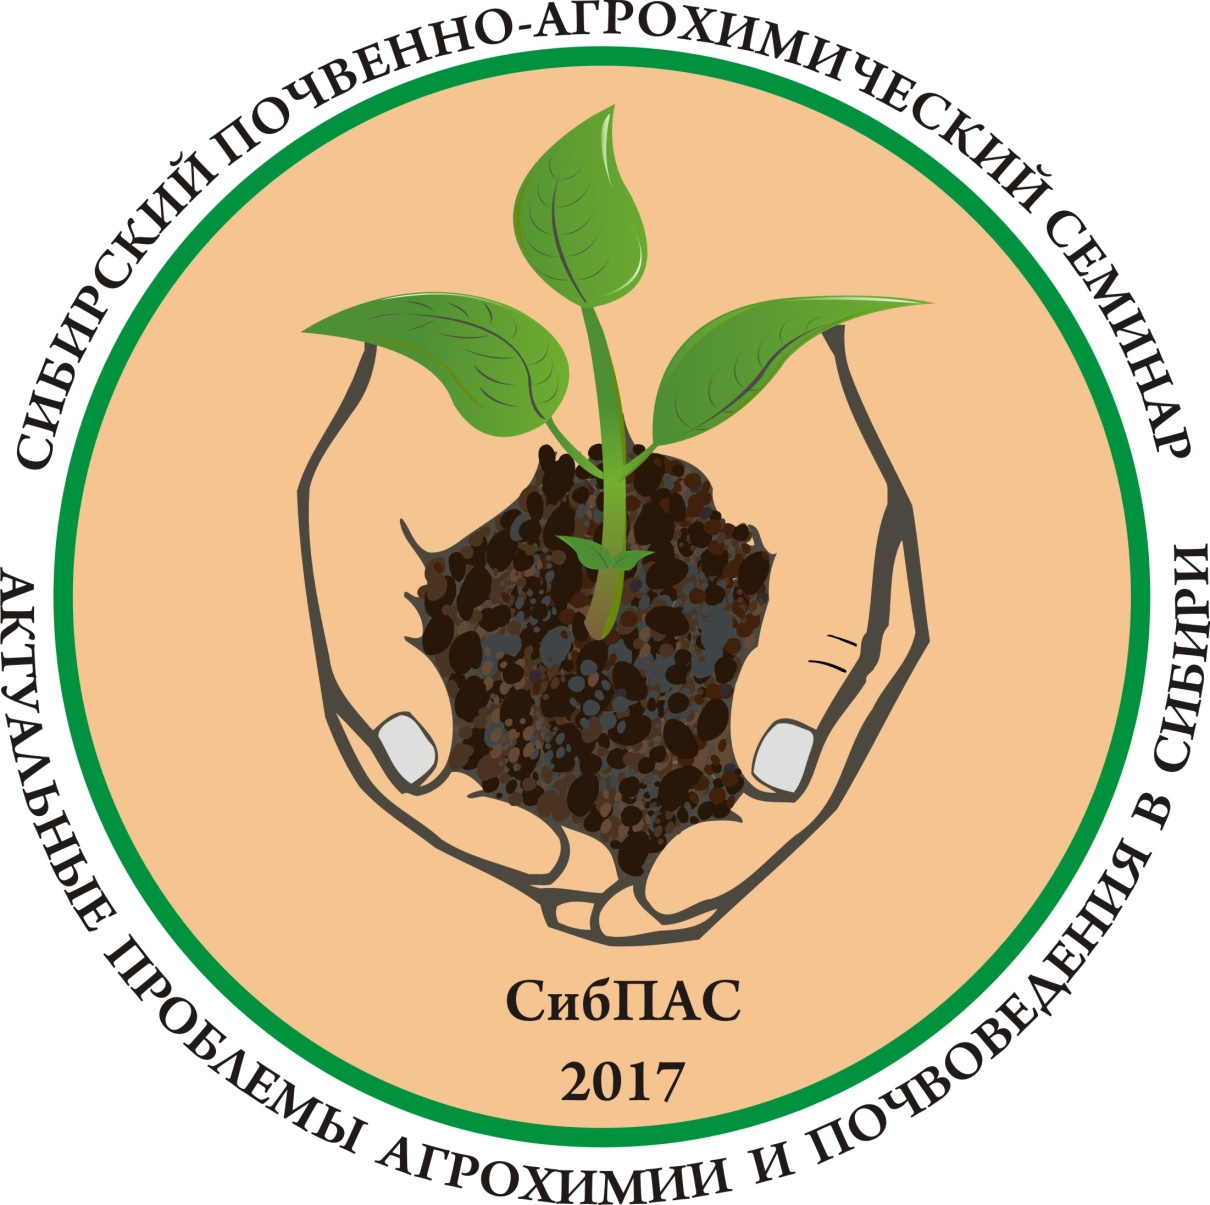 СИБИРСКИЙ ПОЧВЕННО-АГРОХИМИЧЕСКИЙ СЕМИНАР
СибПАС
2017
АКТУАЛЬНЫЕ ПРОБЛЕМЫ АГРОХИМИИ И ПОЧВОВЕДЕНИЯ В СИБИРИ